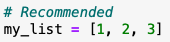 # Recommended
my_list = [1, 2, 3]